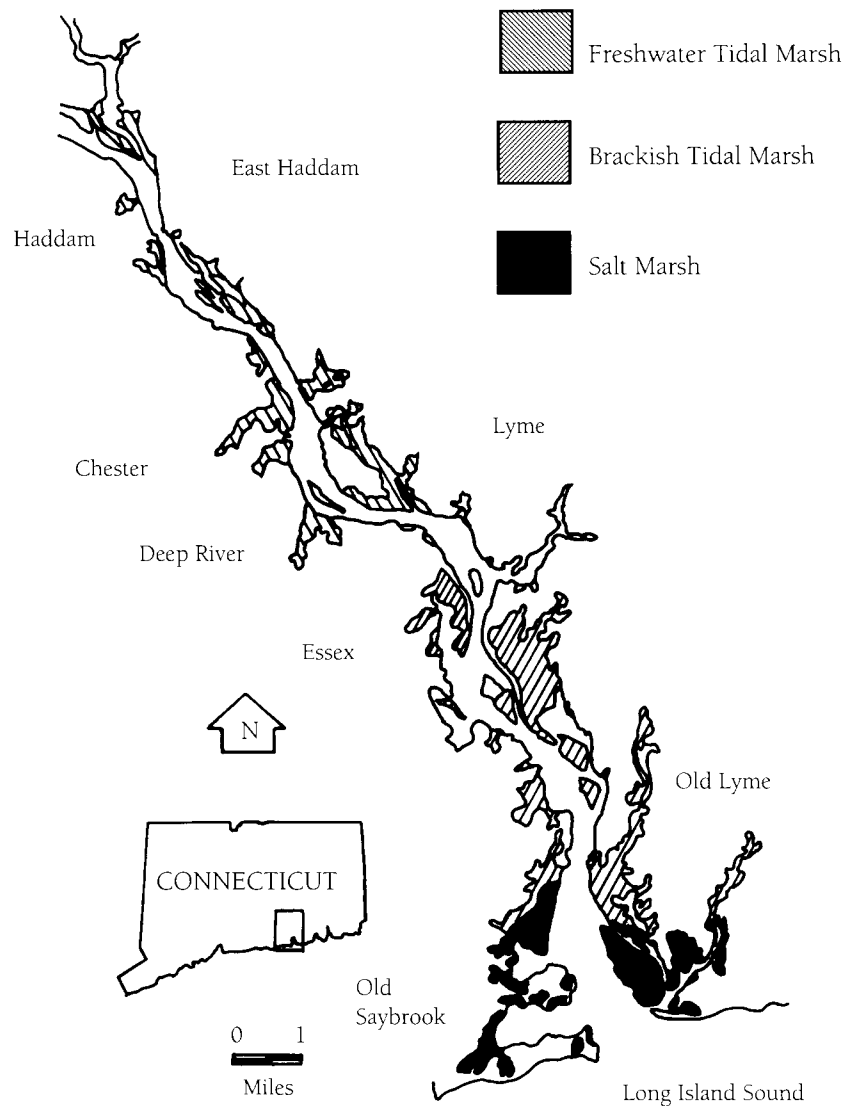 Freshwater Tidal Marsh
Brackish Tidal Marsh
Salt Marsh
East Haddam
Haddam
Lyme
Chester
Deep River
Essex
N
Old Lyme
CONNECTICUT
Old
Saybrook
0 1
Miles
Long Island Sound